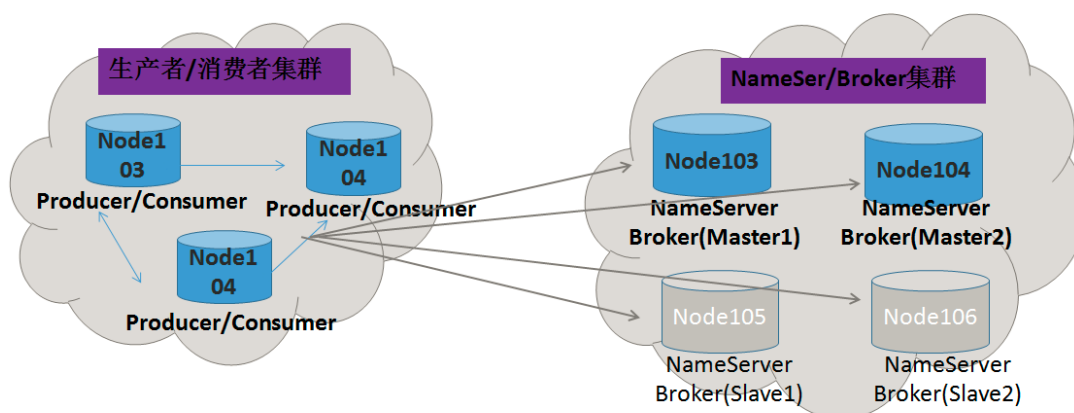 生产者/消费者集群
Node1
03
Producer/Consumer
Node1
04
Producer/Consumer
Node1
04
Producer/Consumer
NameSer/Broker集群
Node103
NameServer
Broker(Master1)
Node104
NameServer
Broker(Master2)
Node105
NameServer
Broker(Slave1)
Node106
NameServer
Broker(Slave2)